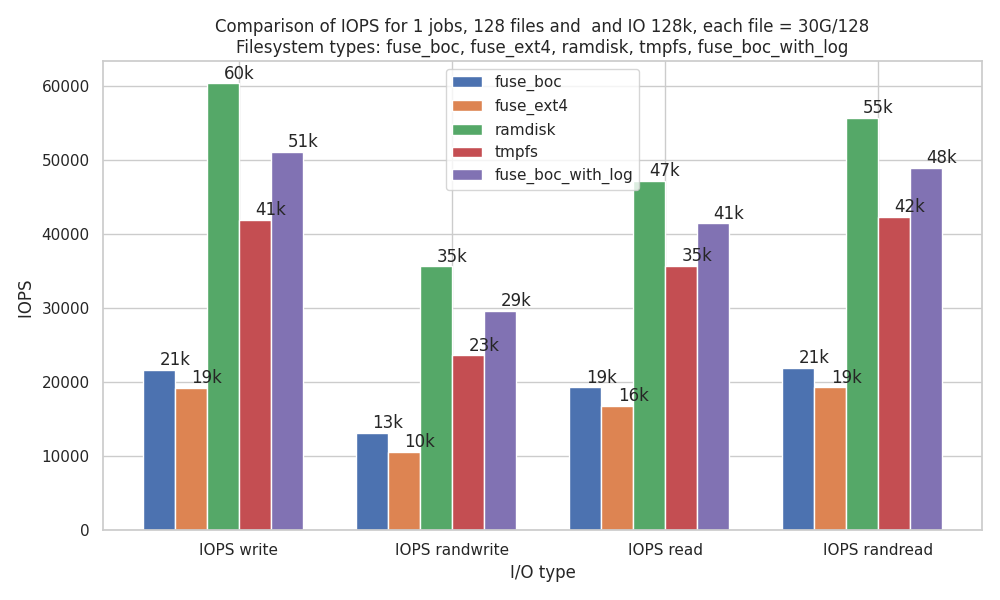 Comparison of IOPS for 1 jobs, 128 files and  and IO 128k, each file = 30G/128
Filesystem types: fuse_boc, fuse_ext4, ramdisk, tmpfs, fuse_boc_with_log
fuse_boc
fuse_ext4
ramdisk
tmpfs
fuse_boc_with_log
IOPS
60000
50000
40000
30000
20000
10000
0
21k
19k
60k
41k
51k
13k
10k
35k
23k
29k
19k
16k
47k
35k
41k
21k
19k
55k
42k
48k
IOPS write
IOPS randwrite
IOPS read
IOPS randread
I/O type